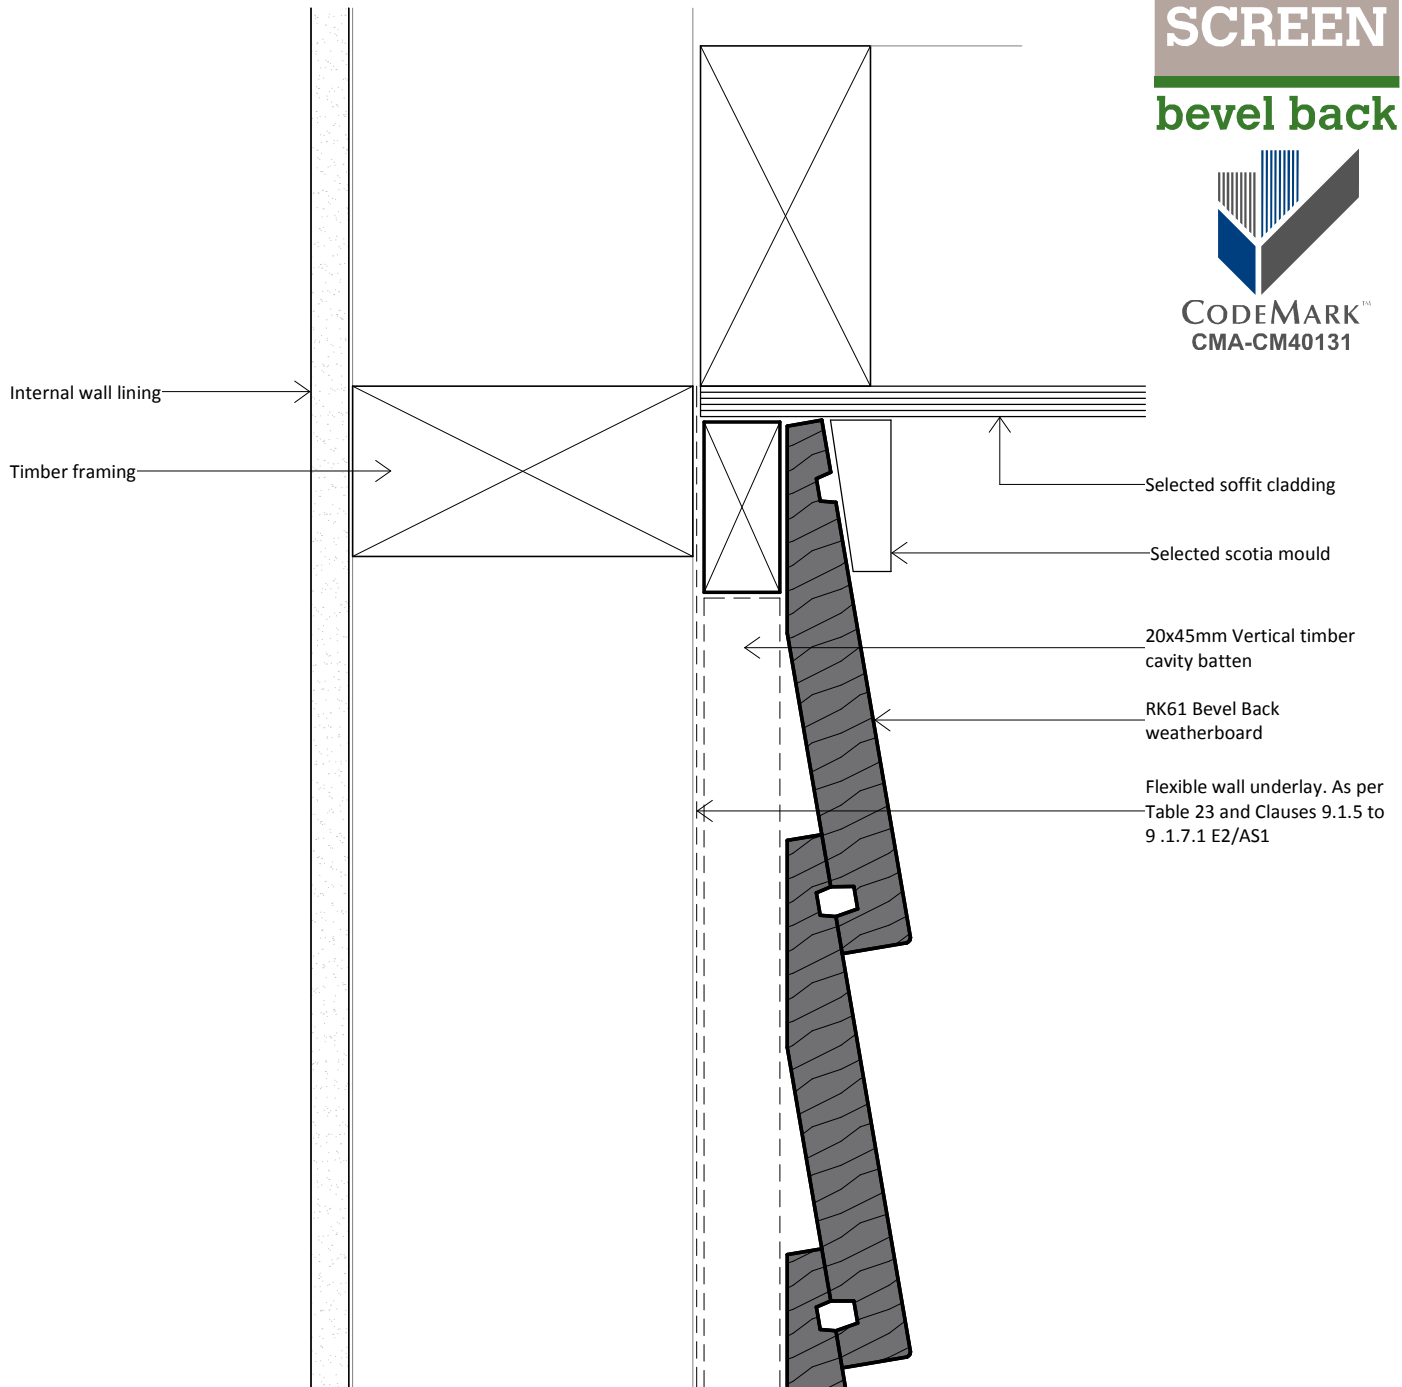 SCREEN
bevel back
CODEMARK™
CMA-CM40131
Internal wall lining
Timber framing
Selected soffit cladding
Selected scotia mould
20x45mm Vertical timber
cavity batten
RK61 Bevel Back
weatherboard
Flexible wall underlay. As per
Table 23 and Clauses 9.1.5 to
9 .1.7.1 E2/AS1